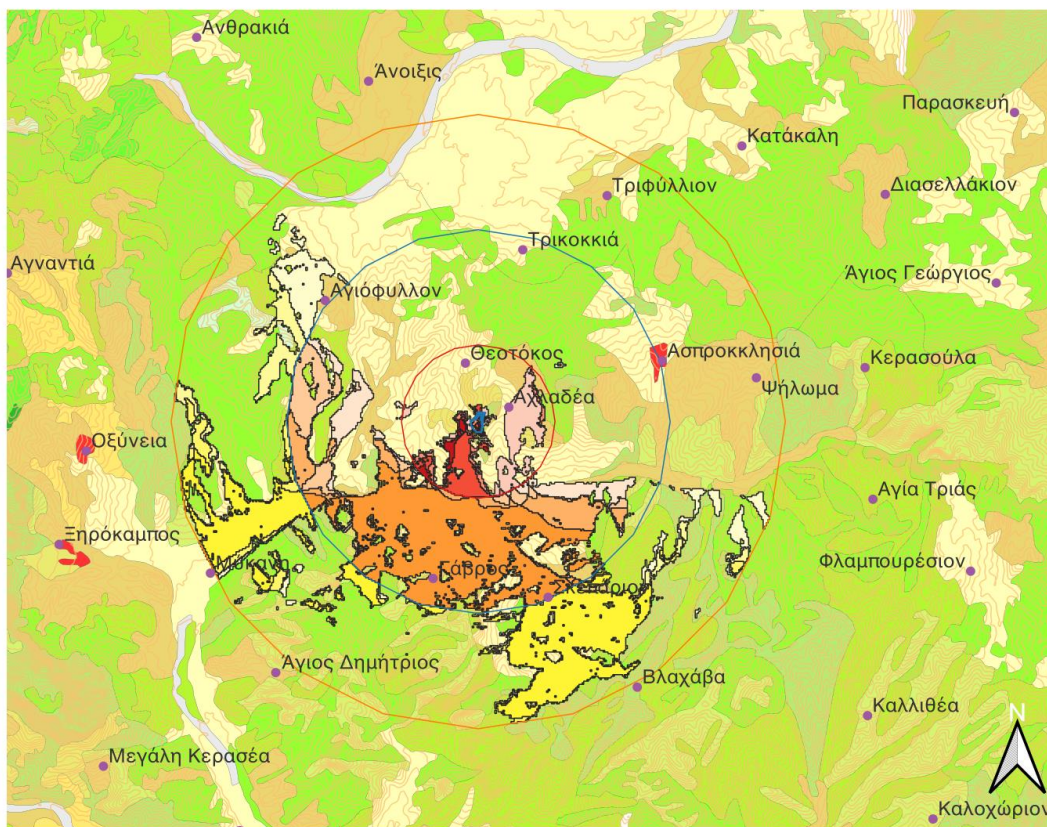 Ανθρακιά
Άνοιξις
Παρασκευή
Κατάκαλη
Τριφύλλιον
Διασελλάκιον
Τρικοκκιά
Αγναντιά
Άγιος Γεώργιος
Αγιόφυλλον
Θεοτόκος
Ασπροκκλησιά
Κερασούλα
Ψήλωμα
Αχλαδέα
Οξύνεια
Αγία Τριάς
Ξηρόκαμπος
Φλαμπουρέσιον
Γάβρος
Άγιος Δημήτριος
Βλαχάβα
Καλλιθέα
N
Μεγάλη Κερασέα
Καλοχώριον